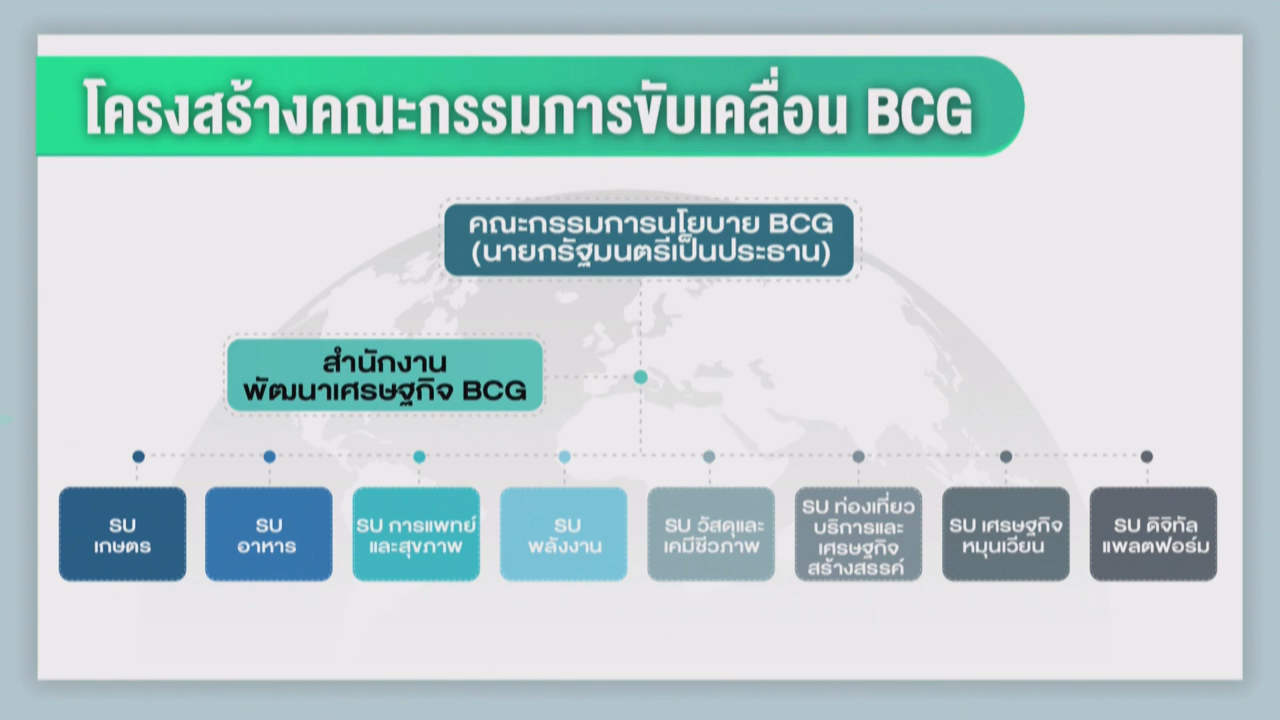 โครงสร้างคณะกรรมการขับเคลื่อน BCG
คณะกรรมการนโยบาย BCG
(นายกรัฐมนตรีเป็นประธาน)
สำนักงาน
พัฒนาเศรษฐกิจ BCG
SU
เกษตร
SU
อาหาร
SU การแพทย์
และสุขภาพ
SU
พลังงาน
SU วัสดุและ
เคมีชีวภาพ
SU ท่องเที่ยว
บริการและ
เศรษฐกิจ
สร้างสรรค์
SU เศรษฐกิจ
หมุนเวียน
SU ดิจิทัล
แพลตฟอร์ม